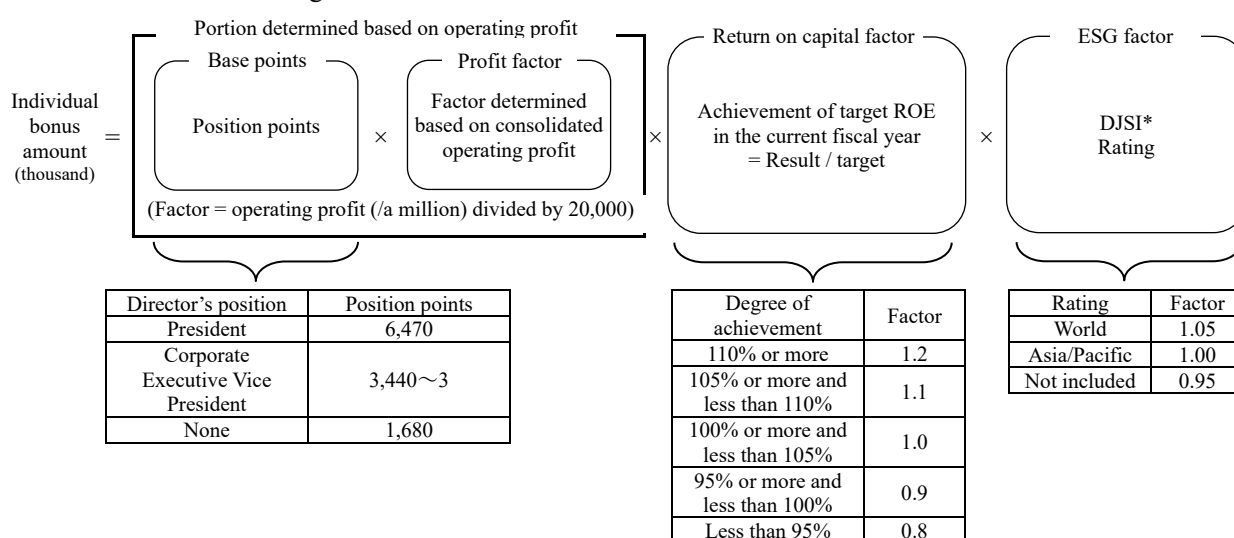 Portion determined based on operating profit
Base points
Profit factor
Return on capital factor
ESG factor
Individual
bonus
amount
(thousand)
=
Position points
×
Factor determined
based on consolidated
operating profit
×
Achievement of target ROE
in the current fiscal year
= Result / target
×
DJSI*
Rating
(Factor = operating profit (/a million) divided by 20,000)
Director's position Position points
President 6,470
Corporate
Executive Vice
President
3,440～3
None 1,680
Degree of
achievement
Factor
110% or more 1.2
105% or more and
less than 110%
1.1
100% or more and
less than 105%
1.0
95% or more and
less than 100%
0.9
Less than 95% 0.8
Rating Factor
World 1.05
Asia/Pacific 1.00
Not included 0.95